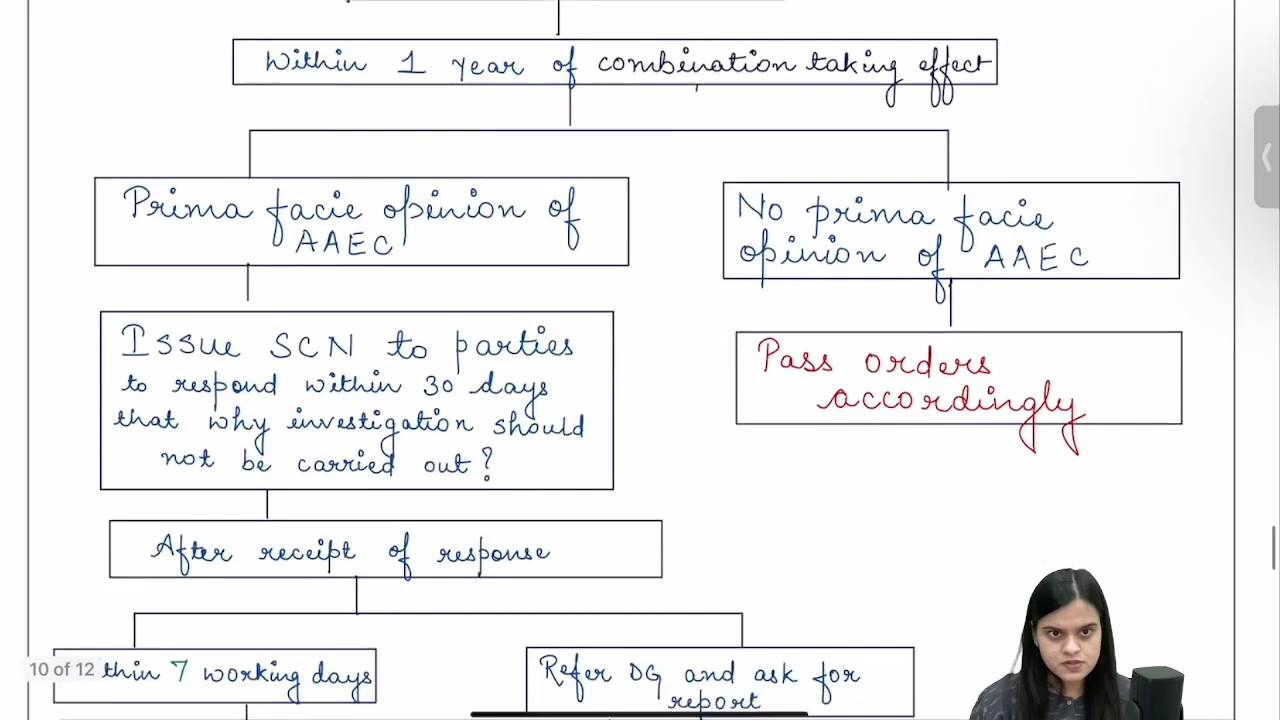 Within 1 year of combination taking effect
Prima facie opinion of
AAEC
No prima facie
opinion of AAEC
Issue SCN to parties
to respond within 30 days
that why investigation should
not be carried out?
Pass orders
accordingly
After receipt of response
10 of 12
thin 7 working days
Refer DG and ask for
report